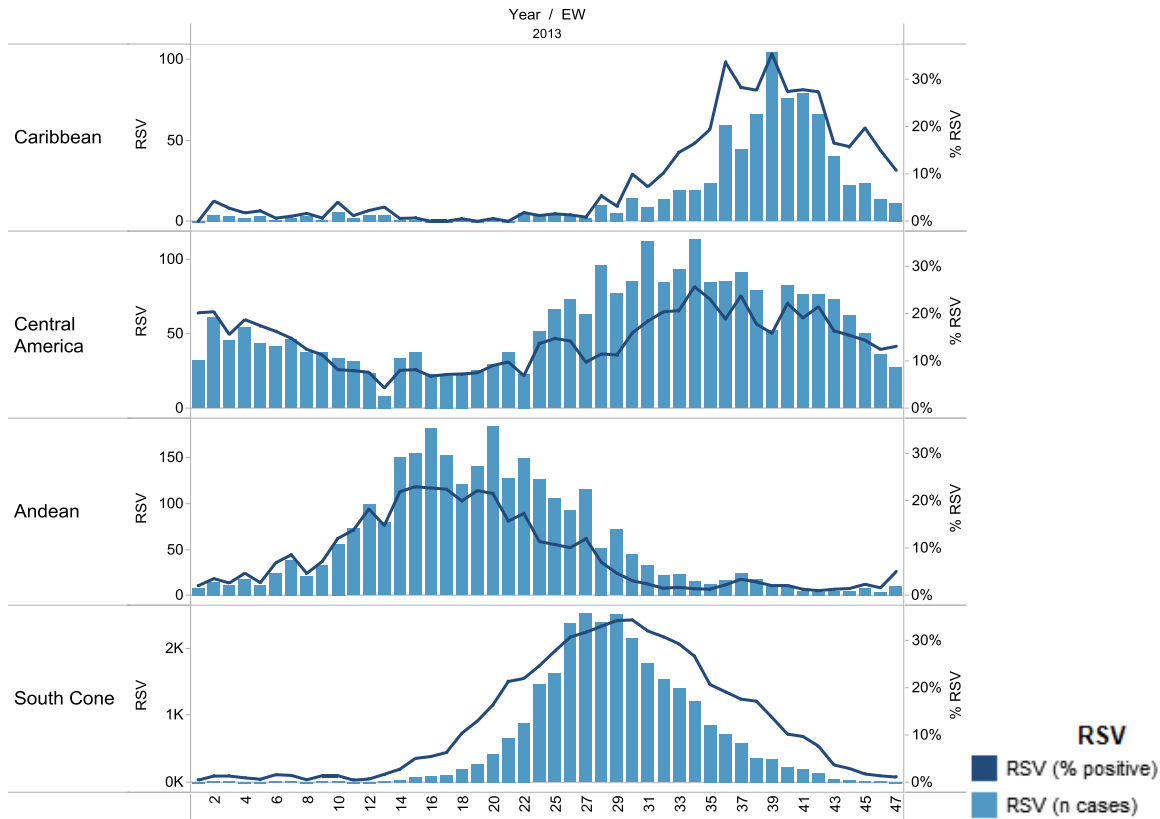 Year / EW
2013
Caribbean
RSV
100
50
0
30%
20%
10%
0%
% RSV
Central
America
RSV
100
50
0
30%
20%
10%
0%
% RSV
Andean
RSV
150
100
50
0
30%
20%
10%
0%
% RSV
South Cone
RSV
2K
1K
0K
30%
20%
10%
0%
% RSV
2 4 6 8 10 12 14 16 18 20 22 25 27 29 31 33 35 37 39 41 43 45 47
RSV
RSV (% positive)
RSV (n cases)